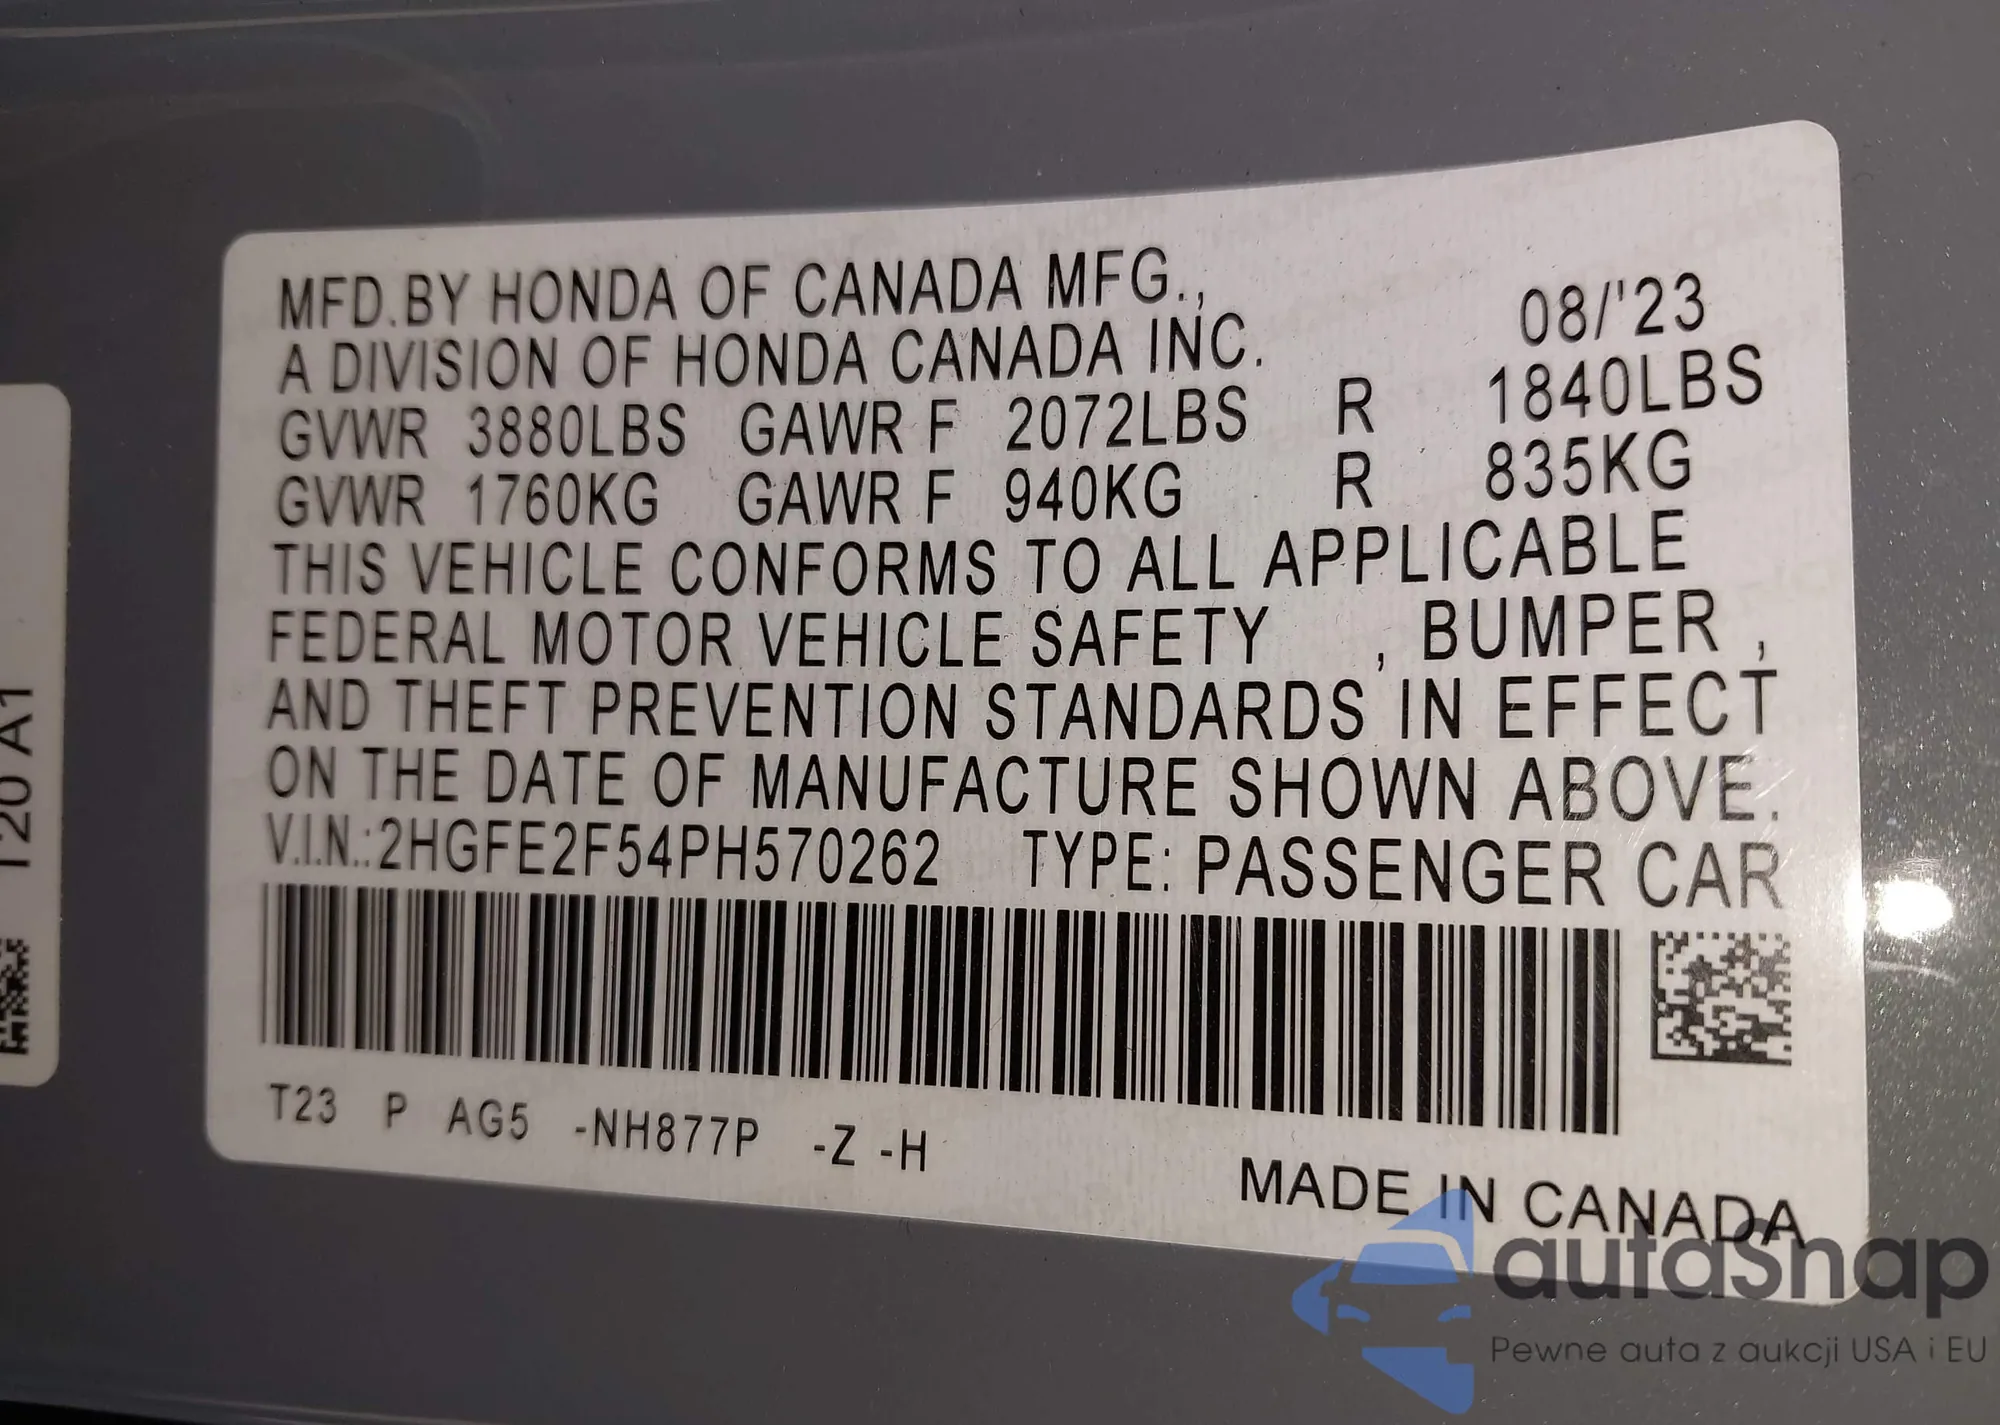 MFD.BY HONDA OF CANADA MFG.,
A DIVISION OF HONDA CANADA INC. 08/'23
GVWR 3880LBS GAWR F 2072LBS R 1840LBS
GVWR 1760KG GAWR F 940KG R 835KG
THIS VEHICLE CONFORMS TO ALL APPLICABLE
FEDERAL MOTOR VEHICLE SAFETY , BUMPER ,
AND THEFT PREVENTION STANDARDS IN EFFECT
ON THE DATE OF MANUFACTURE SHOWN ABOVE.
V.I.N.:2HGFE2F54PH570262 TYPE: PASSENGER CAR
T23 P AG5 -NH877P -Z -H
MADE IN CANADA
120 A1
autaSnap
Pewne auta z aukcji USA i EU